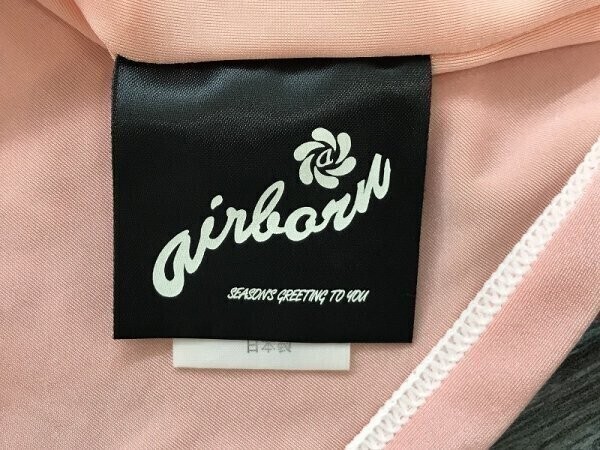 a
airborn
SEASON'S GREETING TO YOU
日本製